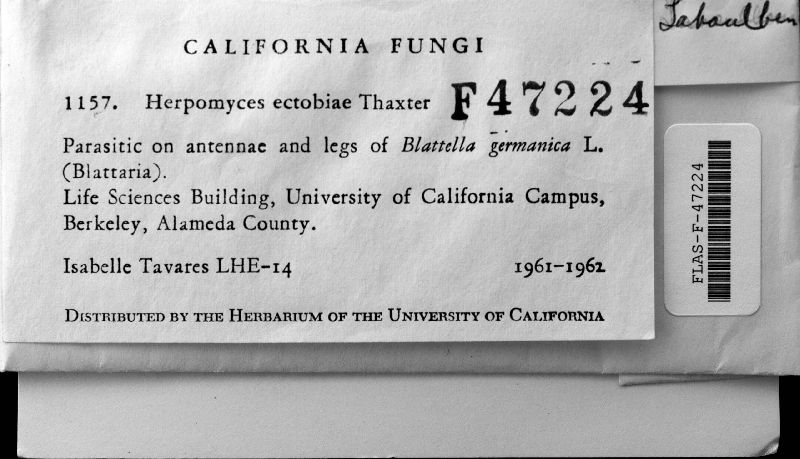 Laboulben
CALIFORNIA FUNGI
1157. Herpomyces ectobiae Thaxter F47224
Parasitic on antennae and legs of Blattella germanica L.
(Blattaria).
Life Sciences Building, University of California Campus,
Berkeley, Alameda County.
Isabelle Tavares LHE-14 1961-1962
DISTRIBUTED BY THE HERBARIUM OF THE UNIVERSITY OF CALIFORNIA
FLAS-F-47224